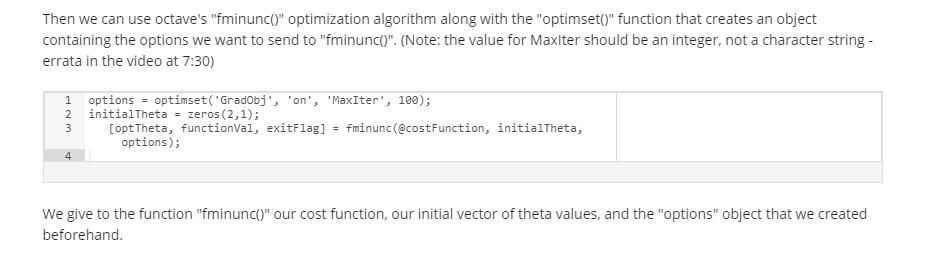 Then we can use octave's "fminunc()" optimization algorithm along with the "optimset()" function that creates an object
containing the options we want to send to "fminunc()". (Note: the value for MaxIter should be an integer, not a character string -
errata in the video at 7:30)
1 options = optimset('GradObj', 'on', 'MaxIter', 100);
2 initialTheta = zeros(2,1);
3 [optTheta, functionVal, exitFlag] = fminunc(@costFunction, initialTheta,
options);
4
We give to the function "fminunc()" our cost function, our initial vector of theta values, and the "options" object that we created
beforehand.